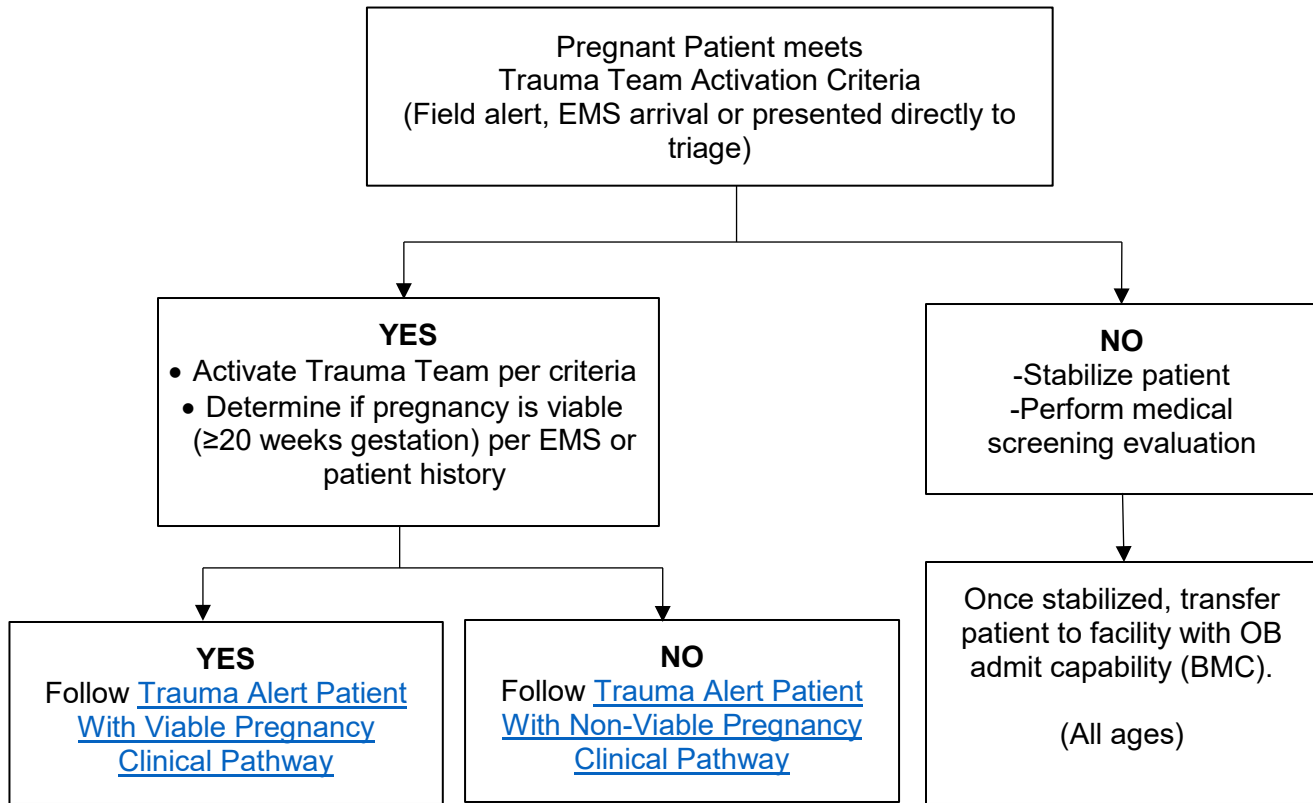 Pregnant Patient meets
Trauma Team Activation Criteria
(Field alert, EMS arrival or presented directly to
triage)
YES
• Activate Trauma Team per criteria
• Determine if pregnancy is viable
(≥20 weeks gestation) per EMS or
patient history
NO
-Stabilize patient
-Perform medical
screening evaluation
YES
Follow Trauma Alert Patient
With Viable Pregnancy
Clinical Pathway
NO
Follow Trauma Alert Patient
With Non-Viable Pregnancy
Clinical Pathway
Once stabilized, transfer
patient to facility with OB
admit capability (BMC).
(All ages)